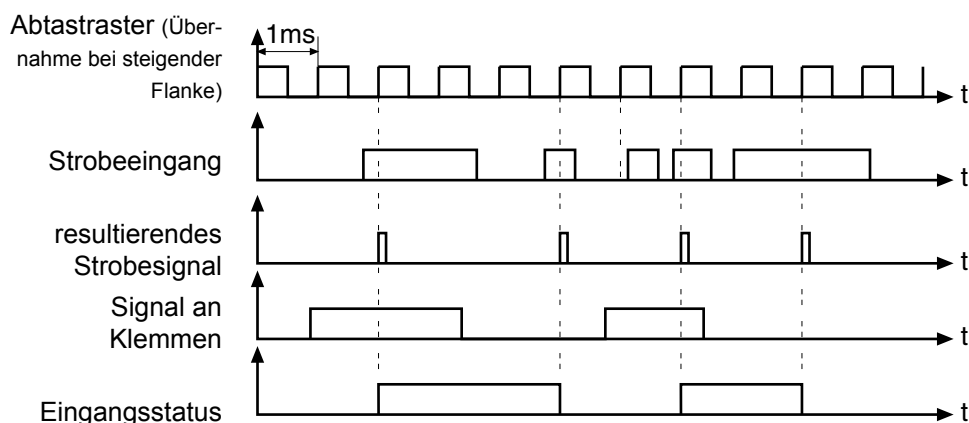 Abtastraster (Über-
nahme bei steigender
Flanke)
1ms
t
Strobeeingang
t
resultierendes
Strobesignal
t
Signal an
Klemmen
t
Eingangsstatus
t